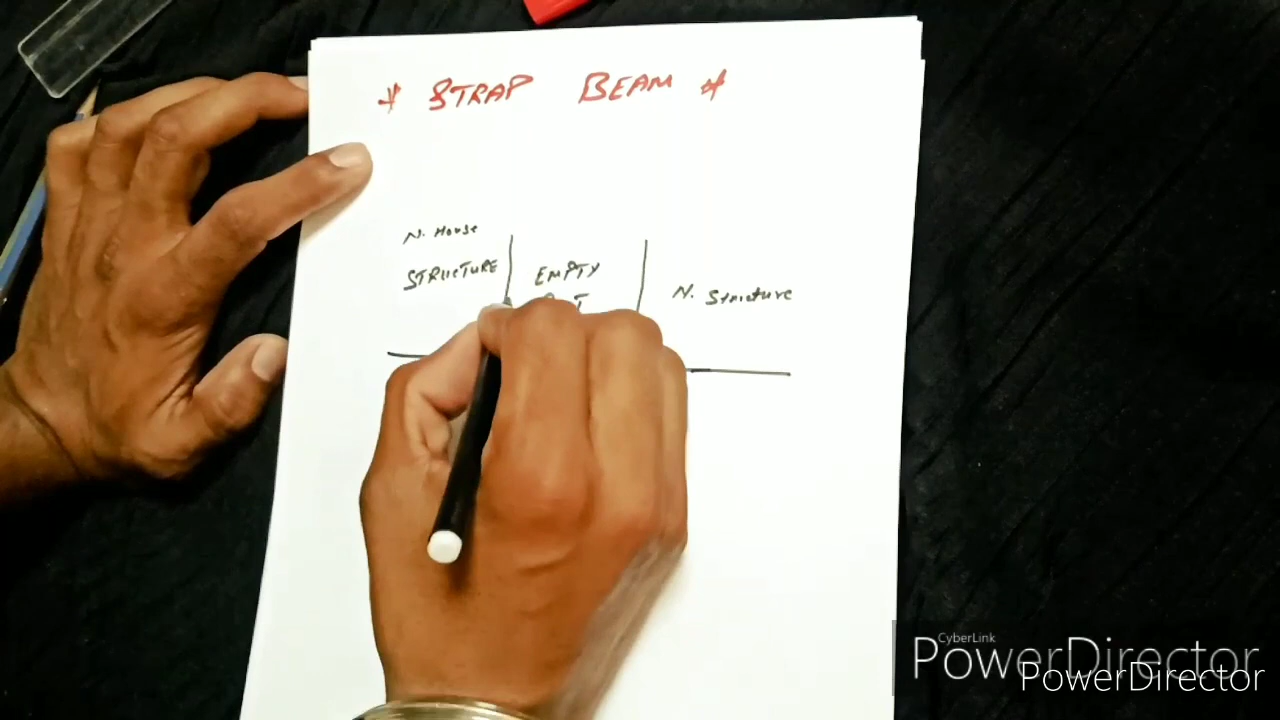 * STRAP BEAM *
N. House
STRUCTURE
EMPTY
N. Structure
CyberLink
PowerDirector
PowerDirector